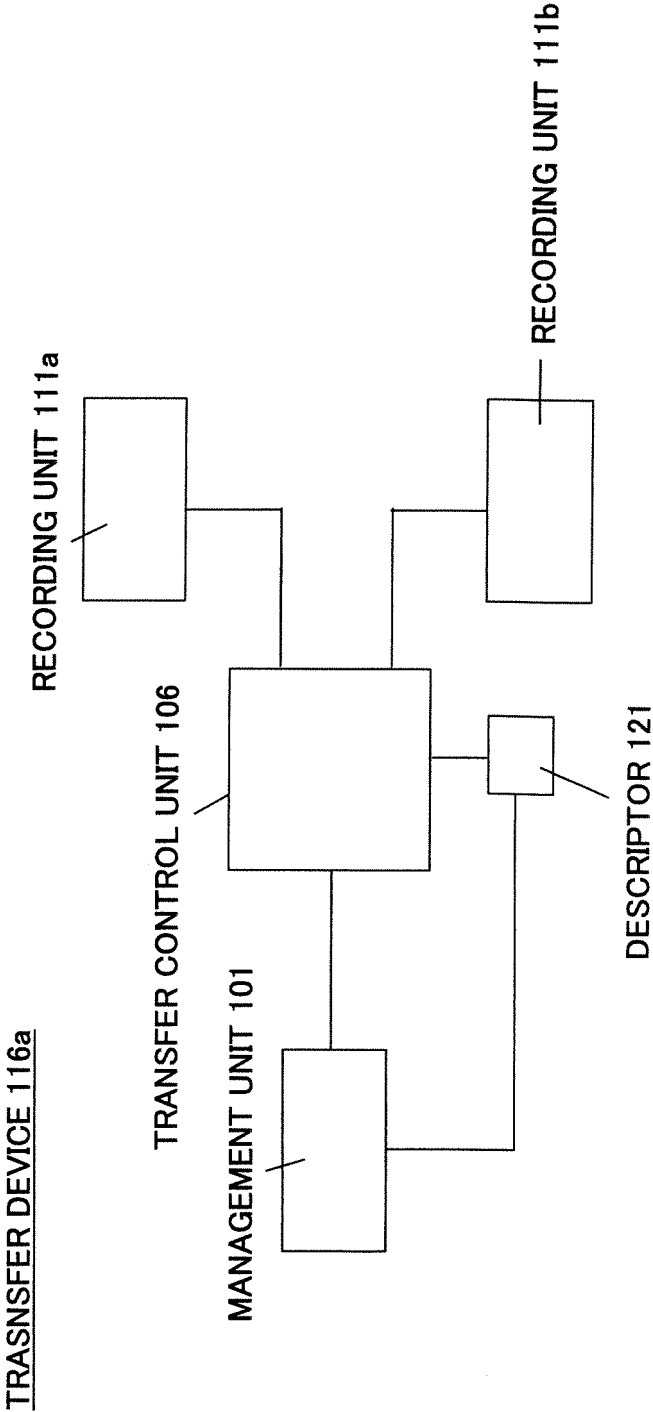 TRASNSFER DEVICE 116a
MANAGEMENT UNIT 101
TRANSFER CONTROL UNIT 106
RECORDING UNIT 111a
DESCRIPTOR 121
RECORDING UNIT 111b